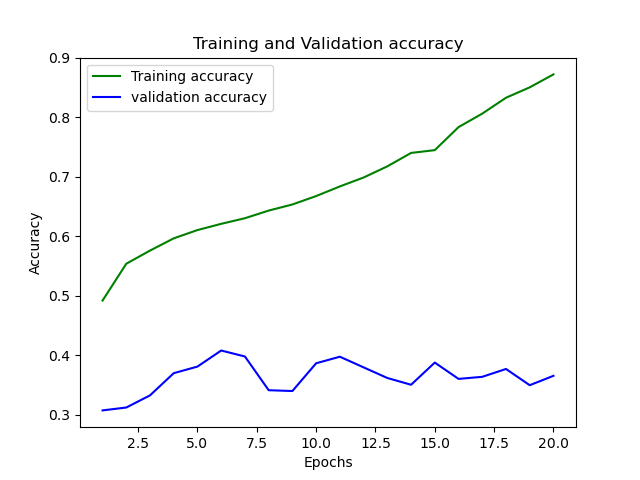 Training and Validation accuracy
Training accuracy
validation accuracy
0.9
0.8
0.7
0.6
0.5
0.4
0.3
Accuracy
2.5 5.0 7.5 10.0 12.5 15.0 17.5 20.0
Epochs